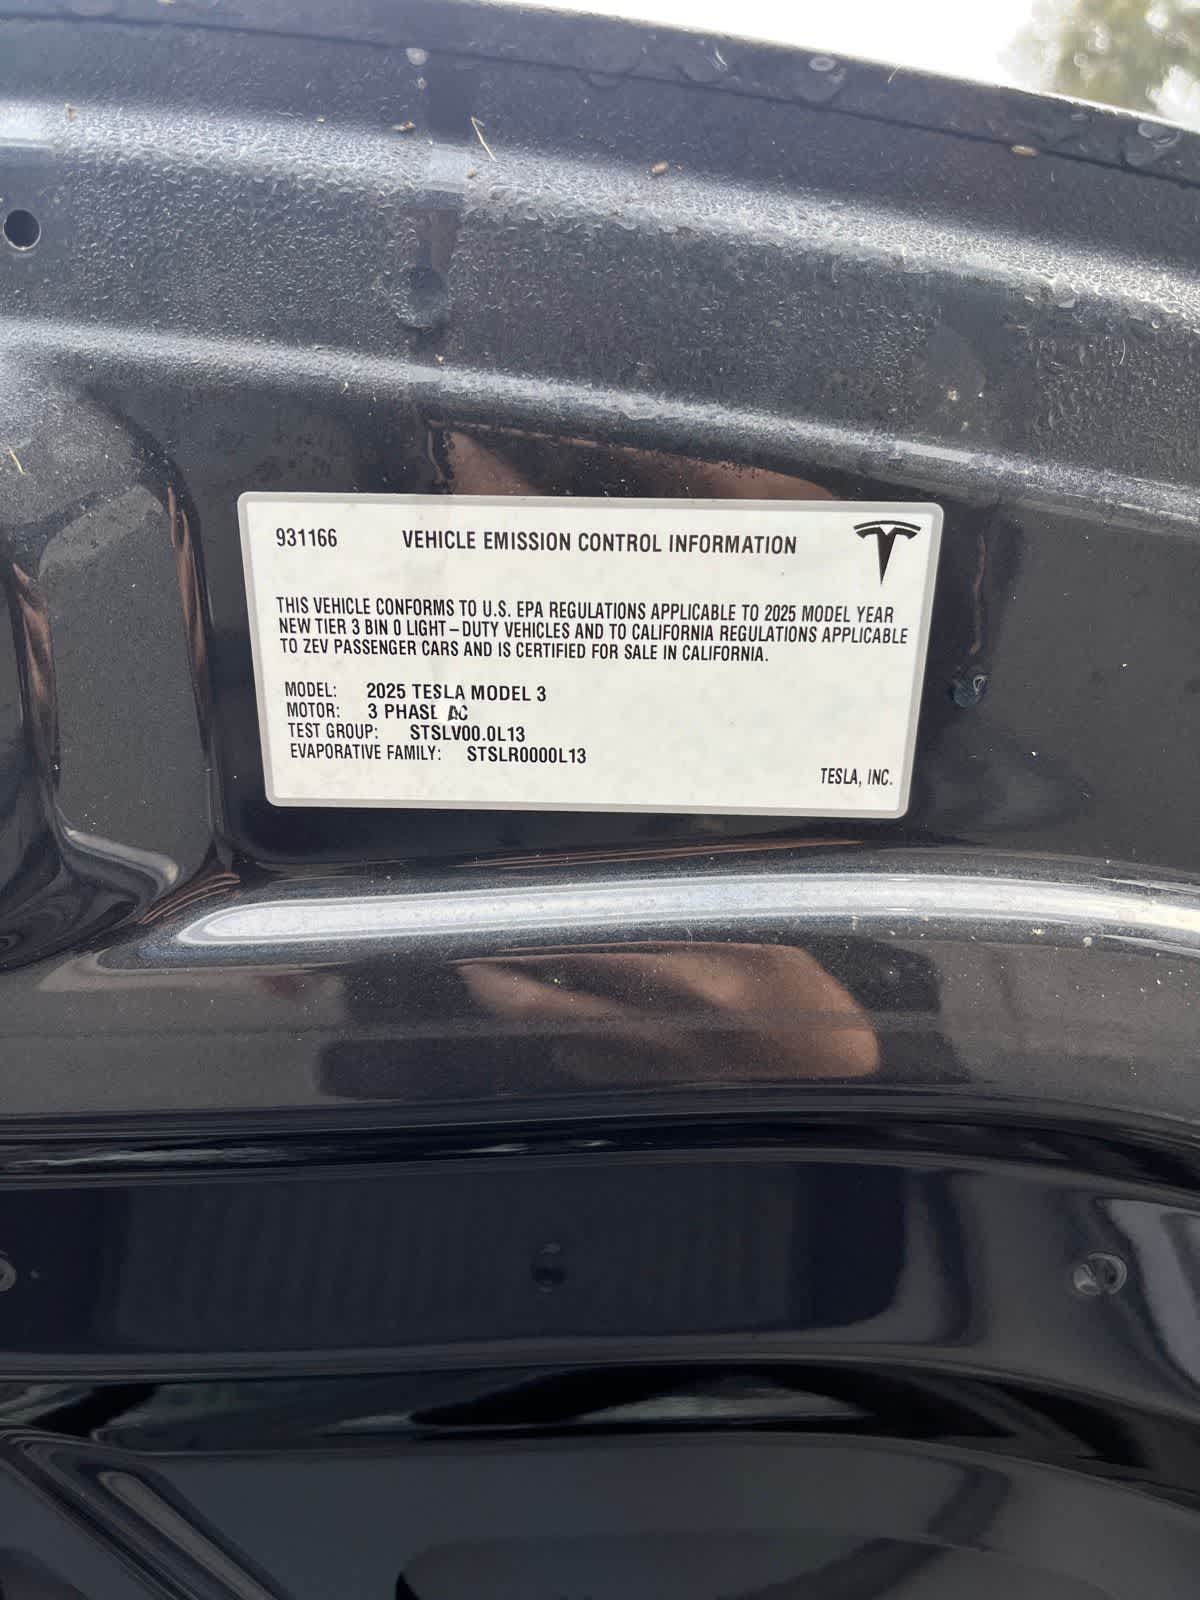 931166 VEHICLE EMISSION CONTROL INFORMATION
THIS VEHICLE CONFORMS TO U.S. EPA REGULATIONS APPLICABLE TO 2025 MODEL YEAR
NEW TIER 3 BIN 0 LIGHT–DUTY VEHICLES AND TO CALIFORNIA REGULATIONS APPLICABLE
TO ZEV PASSENGER CARS AND IS CERTIFIED FOR SALE IN CALIFORNIA.
MODEL: 2025 TESLA MODEL 3
MOTOR: 3 PHASE AC
TEST GROUP: STSLV00.0L13
EVAPORATIVE FAMILY: STSLR0000L13
TESLA, INC.